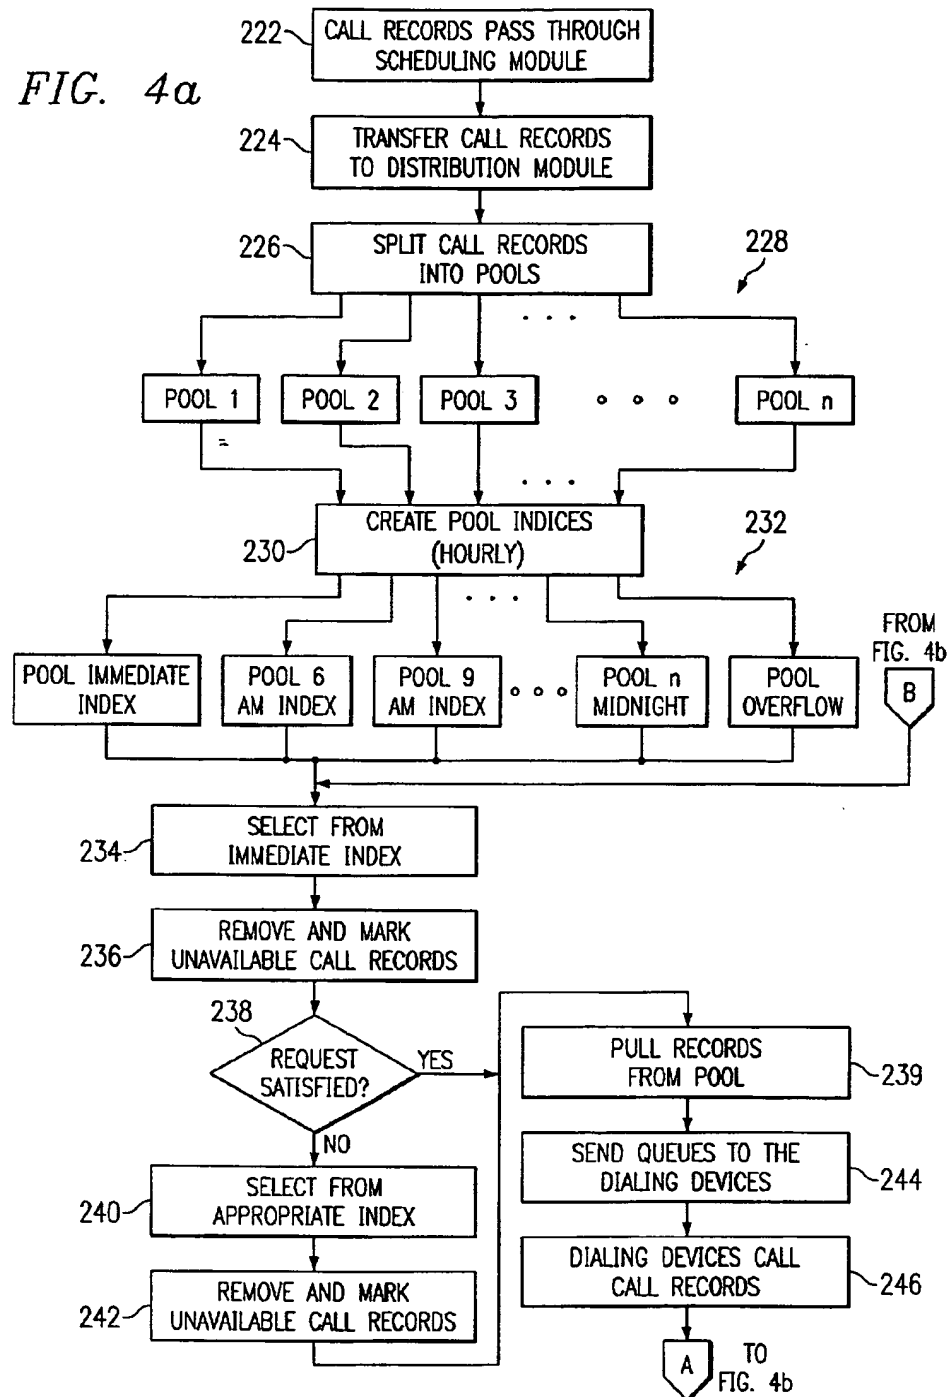 FIG. 4a
222
CALL RECORDS PASS THROUGH
SCHEDULING MODULE
224
TRANSFER CALL RECORDS
TO DISTRIBUTION MODULE
226
SPLIT CALL RECORDS
INTO POOLS
228
. . .
POOL 1
POOL 2
POOL 3
POOL n
. . .
230
CREATE POOL INDICES
(HOURLY)
232
. . .
POOL IMMEDIATE
INDEX
POOL 6
AM INDEX
POOL 9
AM INDEX
POOL n
MIDNIGHT
POOL
OVERFLOW
FROM
FIG. 4b
B
234
SELECT FROM
IMMEDIATE INDEX
236
REMOVE AND MARK
UNAVAILABLE CALL RECORDS
238
REQUEST
SATISFIED?
YES
NO
240
SELECT FROM
APPROPRIATE INDEX
242
REMOVE AND MARK
UNAVAILABLE CALL RECORDS
PULL RECORDS
FROM POOL
239
SEND QUEUES TO THE
DIALING DEVICES
244
DIALING DEVICES CALL
CALL RECORDS
246
A
TO
FIG. 4b